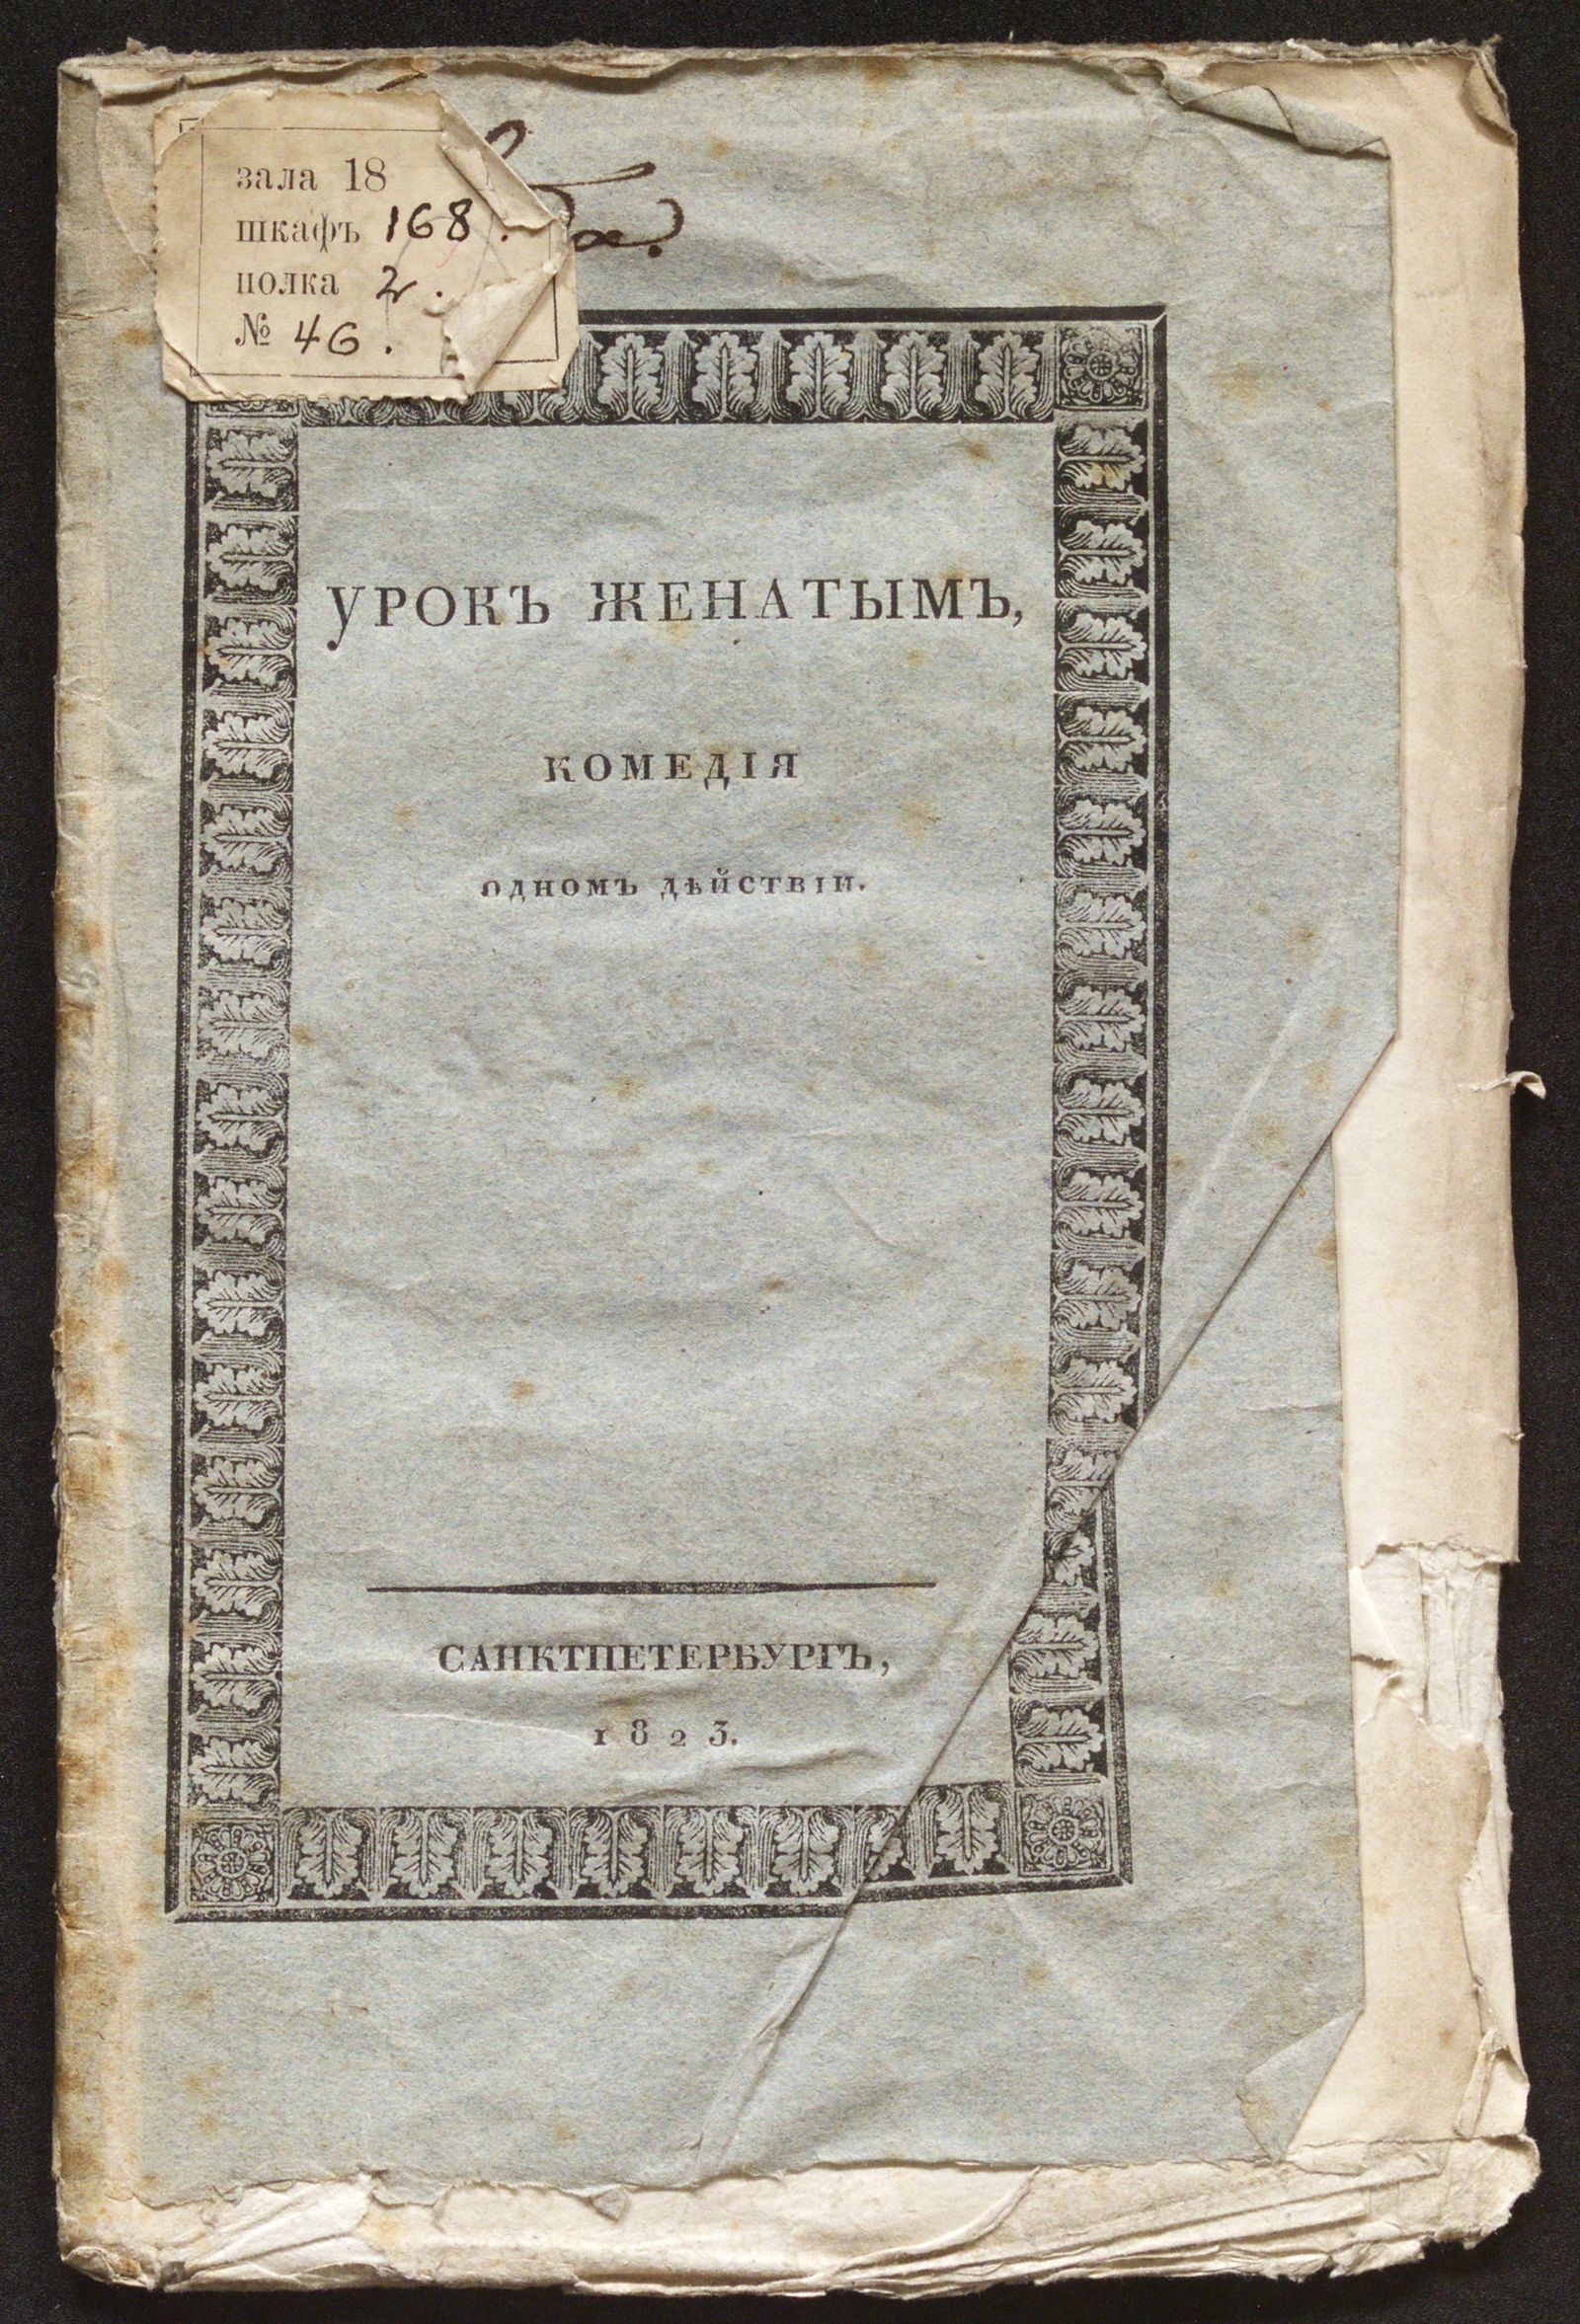 зала 18
шкафъ 168.
полка 2.
№ 46.
УРОКЪ ЖЕНАТЫМЪ,
КОМЕДІЯ
ОДНОМЪ ДѢЙСТВІИ.
САНКТПЕТЕРБУРГЪ,
1823.